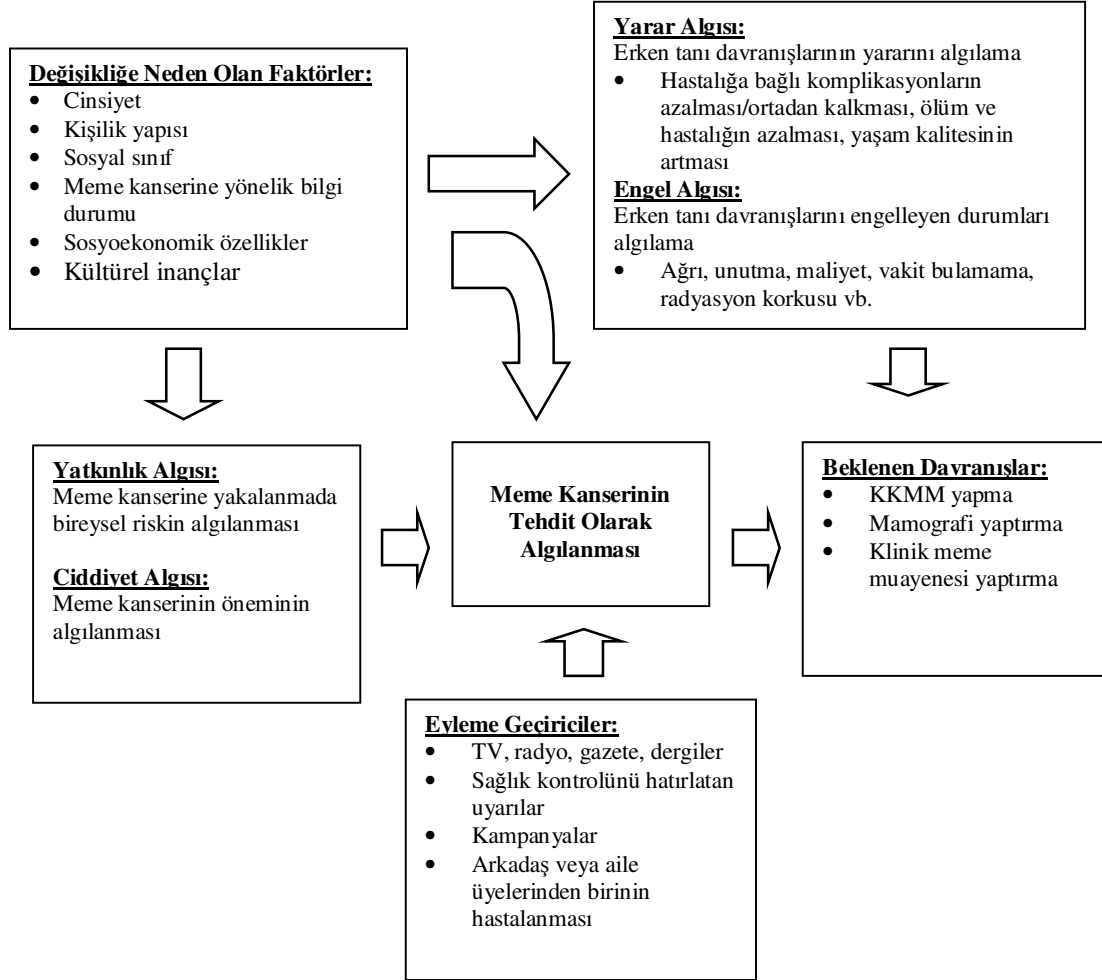 Değişikliğe Neden Olan Faktörler:
• Cinsiyet
• Kişilik yapısı
• Sosyal sınıf
• Meme kanserine yönelik bilgi
durumu
• Sosyoekonomik özellikler
• Kültürel inançlar
Yarar Algısı:
Erken tanı davranışlarının yararını algılama
• Hastalığa bağlı komplikasyonların
azalması/ortadan kalkması, ölüm ve
hastalığın azalması, yaşam kalitesinin
artması
Engel Algısı:
Erken tanı davranışlarını engelleyen durumları
algılama
• Ağrı, unutma, maliyet, vakit bulamama,
radyasyon korkusu vb.
Yatkınlık Algısı:
Meme kanserine yakalanmada
bireysel riskin algılanması
Ciddiyet Algısı:
Meme kanserinin öneminin
algılanması
Meme Kanserinin
Tehdit Olarak
Algılanması
Beklenen Davranışlar:
• KKMM yapma
• Mamografi yaptırma
• Klinik meme
muayenesi yaptırma
Eyleme Geçiriciler:
• TV, radyo, gazete, dergiler
• Sağlık kontrolünü hatırlatan
uyarılar
• Kampanyalar
• Arkadaş veya aile
üyelerinden birinin
hastalanması